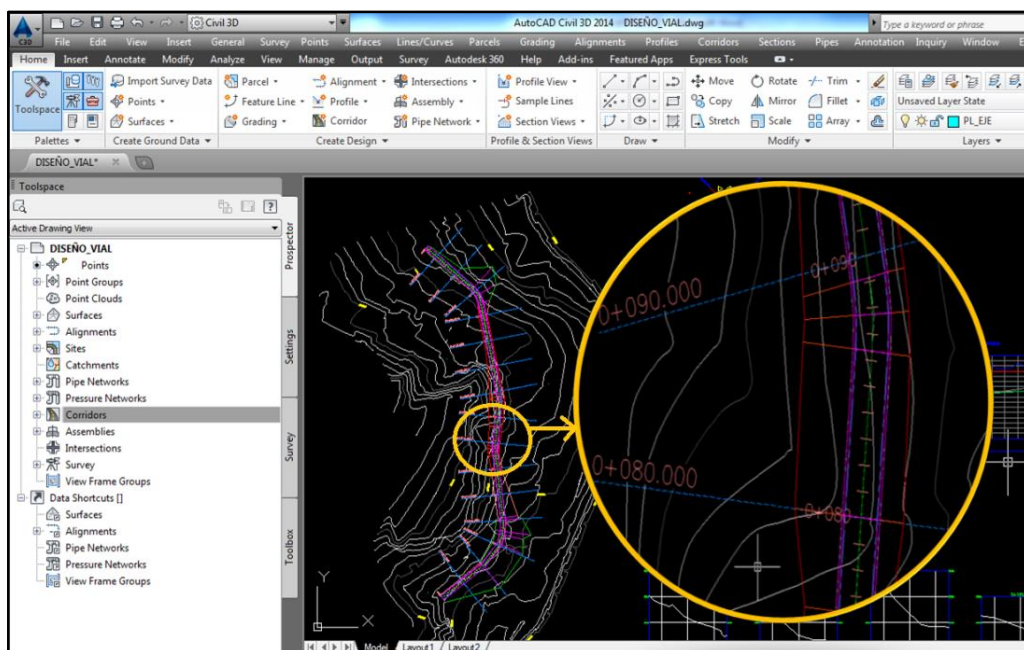 Civil 3D
AutoCAD Civil 3D 2014 DISEÑO_VIAL.dwg
Type a keyword or phrase
C3D
File Edit View Insert General Survey Points Surfaces Lines/Curves Parcels Grading Alignments Profiles Corridors Sections Pipes Annotation Inquiry Window E
Home Insert Annotate Modify Analyze View Manage Output Survey Autodesk 360 Help Add-ins Featured Apps Express Tools
Import Survey Data Parcel Alignment Intersections Profile View Move Rotate Trim
Toolspace Points Feature Line Profile Assembly Sample Lines Copy Mirror Fillet Unsaved Layer State
Surfaces Grading Corridor Pipe Network Section Views Stretch Scale Array PL_EJE
Palettes Create Ground Data Create Design Profile & Section Views Draw Modify Layers
DISEÑO_VIAL*
Toolspace
Active Drawing View
DISEÑO_VIAL
Points
Point Groups
Point Clouds
Surfaces
Alignments
Sites
Catchments
Pipe Networks
Pressure Networks
Corridors
Assemblies
Intersections
Survey
View Frame Groups
Data Shortcuts []
Surfaces
Alignments
Pipe Networks
Pressure Networks
View Frame Groups
Prospector
Settings
Survey
Toolbox
0+090
0+090.000
0+080.000
0+080
Y
X
Model Layout1 Layout2